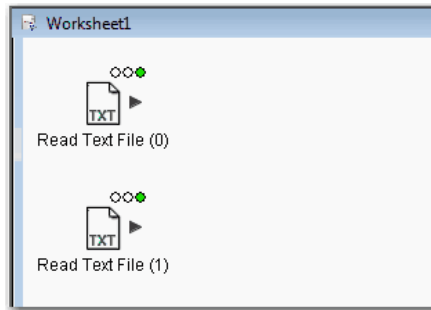 Worksheet1
TXT
Read Text File (0)
TXT
Read Text File (1)